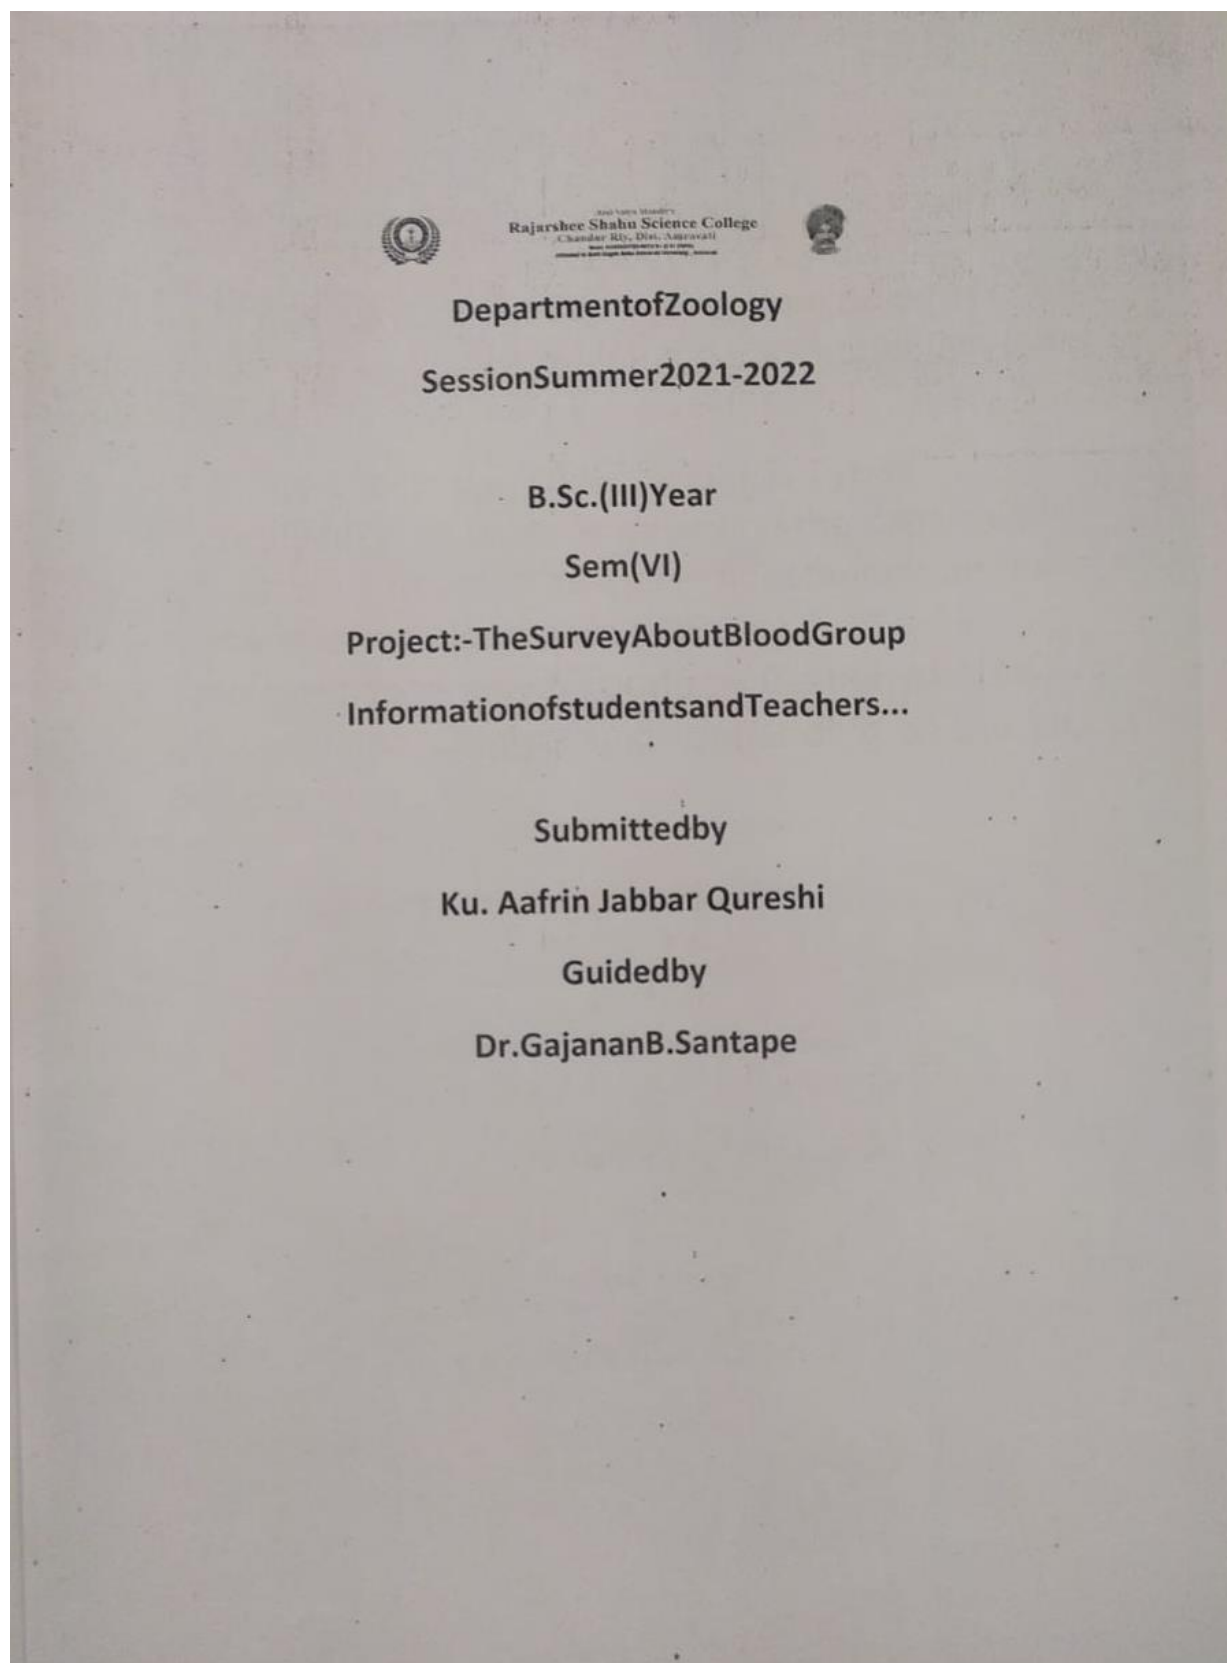 Rajarshee Shahu Science College
Chandur Rly, Dist. Amravati
DepartmentofZoology
SessionSummer2021-2022
B.Sc.(III)Year
Sem(VI)
Project:-TheSurveyAboutBloodGroup
InformationofstudentsandTeachers...
Submittedby
Ku. Aafrin Jabbar Qureshi
Guidedby
Dr.GajananB.Santape